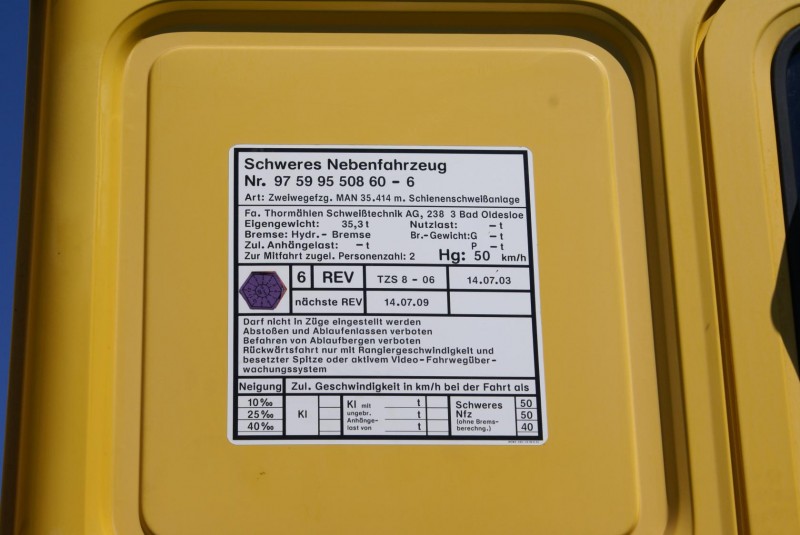 Schweres Nebenfahrzeug
Nr. 97 59 95 508 60 - 6
Art: Zweiwegefzg. MAN 35.414 m. Schienenschweißanlage
Fa. Thormählen Schweißtechnik AG, 238 3 Bad Oldesloe
Eigengewicht: 35,3 t Nutzlast: - t
Bremse: Hydr.- Bremse Br.-Gewicht: G - t
Zul. Anhängelast: - t P - t
Zur Mitfahrt zugel. Personenzahl: 2 Hg: 50 km/h
6 REV TZS 8 - 06 14.07.03
nächste REV 14.07.09
Darf nicht in Züge eingestellt werden
Abstoßen und Ablaufenlassen verboten
Befahren von Ablaufbergen verboten
Rückwärtsfahrt nur mit Rangiergeschwindigkeit und
besetzter Spitze oder aktivem Video-Fahrwegüber-
wachungssystem
Neigung Zul. Geschwindigkeit in km/h bei der Fahrt als
10‰ Kl Kl mit t Schweres 50
25‰ ungebr. t Nfz 50
40‰ Anhänge- (ohne Brems- 40
last von t berechng.)